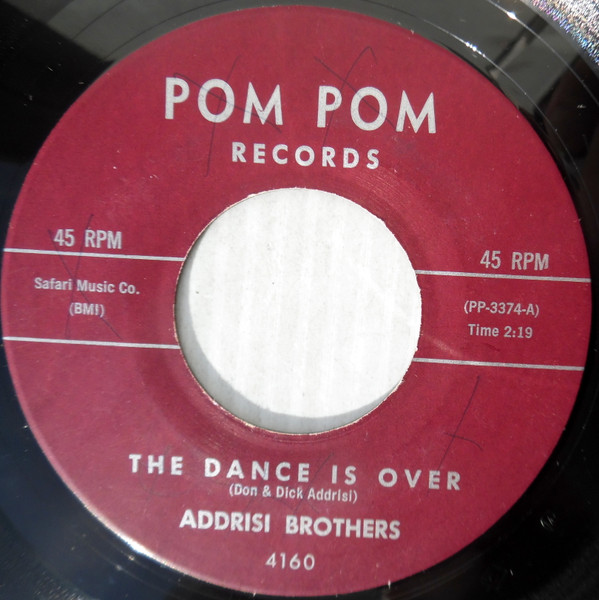 POM POM
RECORDS
45 RPM
45 RPM
Safari Music Co.
(BMI)
(PP-3374-A)
Time 2:19
THE DANCE IS OVER
(Don & Dick Addrisi)
ADDRISI BROTHERS
4160